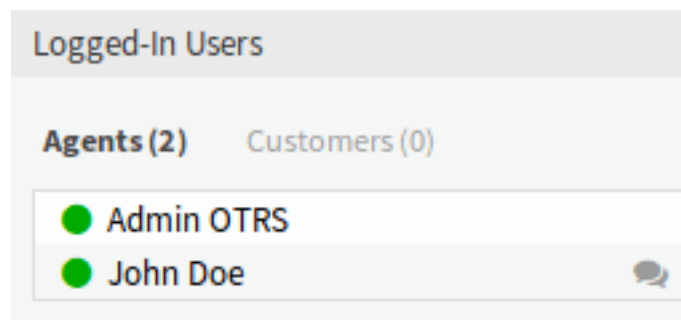 Logged-In Users
Agents (2) Customers (0)
Admin OTRS
John Doe